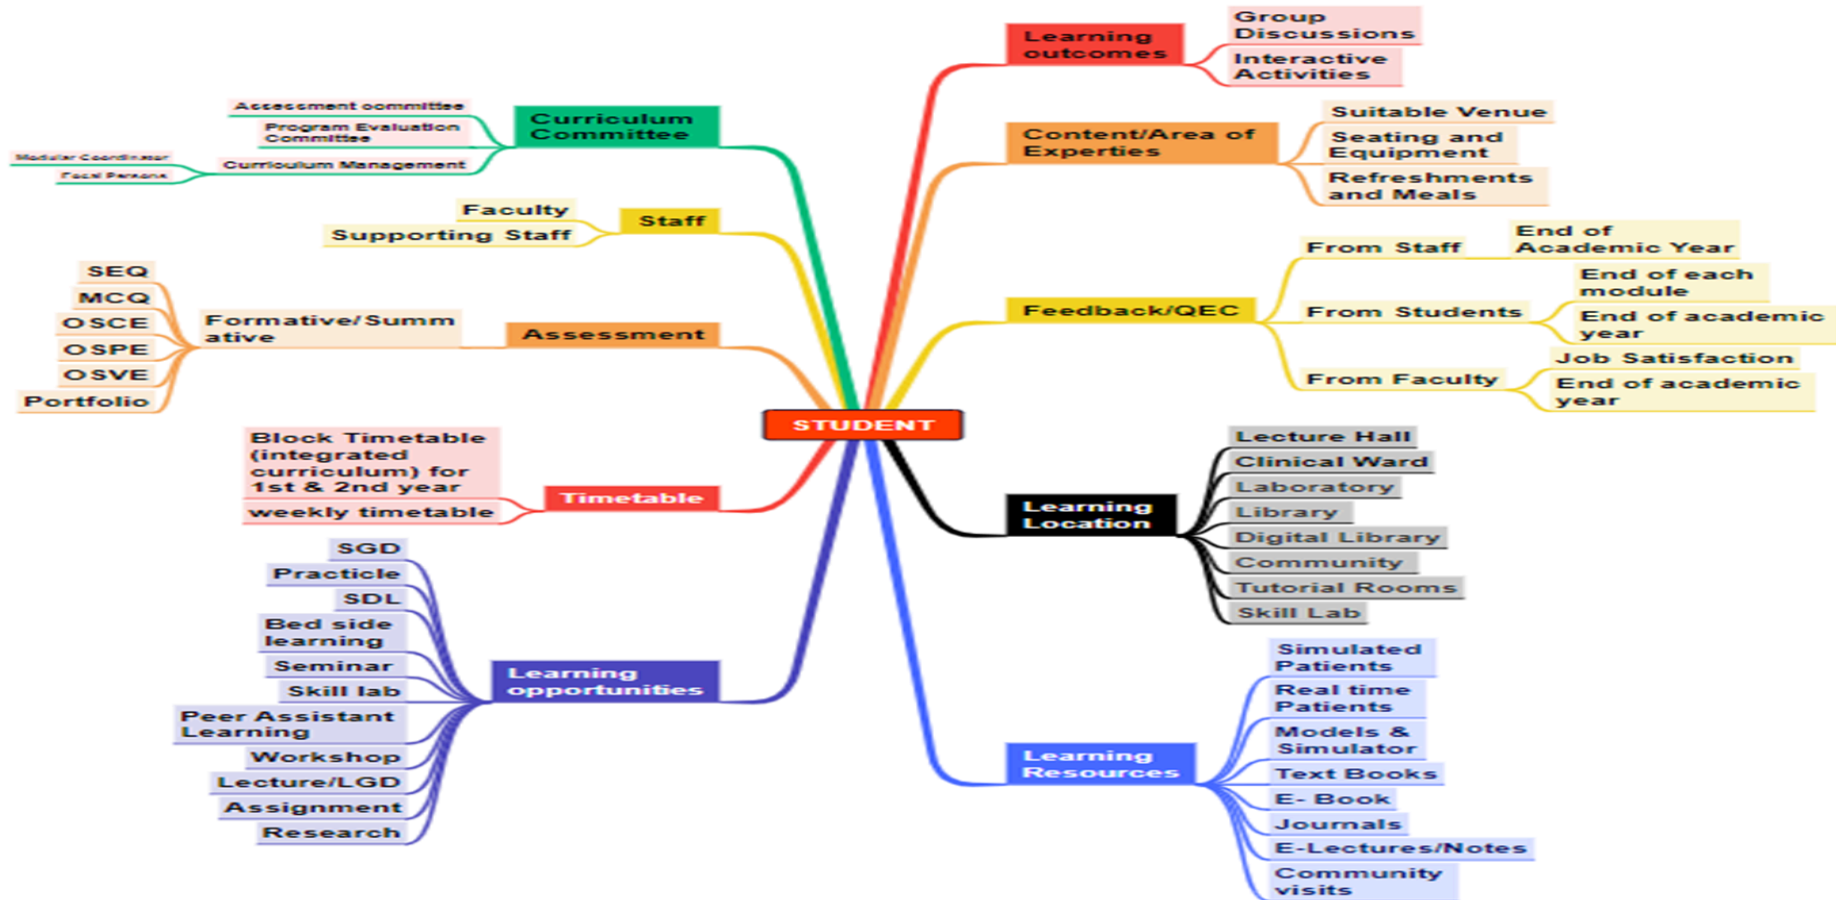 Learning
outcomes
Group
Discussions
Interactive
Activities
Content/Area of
Experties
Suitable Venue
Seating and
Equipment
Refreshments
and Meals
Feedback/QEC
From Staff
End of
Academic Year
From Students
End of each
module
End of academic
year
From Faculty
Job Satisfaction
End of academic
year
Learning
Location
Lecture Hall
Clinical Ward
Laboratory
Library
Digital Library
Community
Tutorial Rooms
Skill Lab
Learning
Resources
Simulated
Patients
Real time
Patients
Models &
Simulator
Text Books
E- Book
Journals
E-Lectures/Notes
Community
visits
STUDENT
Curriculum
Committee
Assessment committee
Program Evaluation
Committee
Curriculum Management
Modular Coordinator
Focal Persons
Staff
Faculty
Supporting Staff
Assessment
Formative/Summ
ative
SEQ
MCQ
OSCE
OSPE
OSVE
Portfolio
Timetable
Block Timetable
(integrated
curriculum) for
1st & 2nd year
weekly timetable
Learning
opportunities
SGD
Practicle
SDL
Bed side
learning
Seminar
Skill lab
Peer Assistant
Learning
Workshop
Lecture/LGD
Assignment
Research